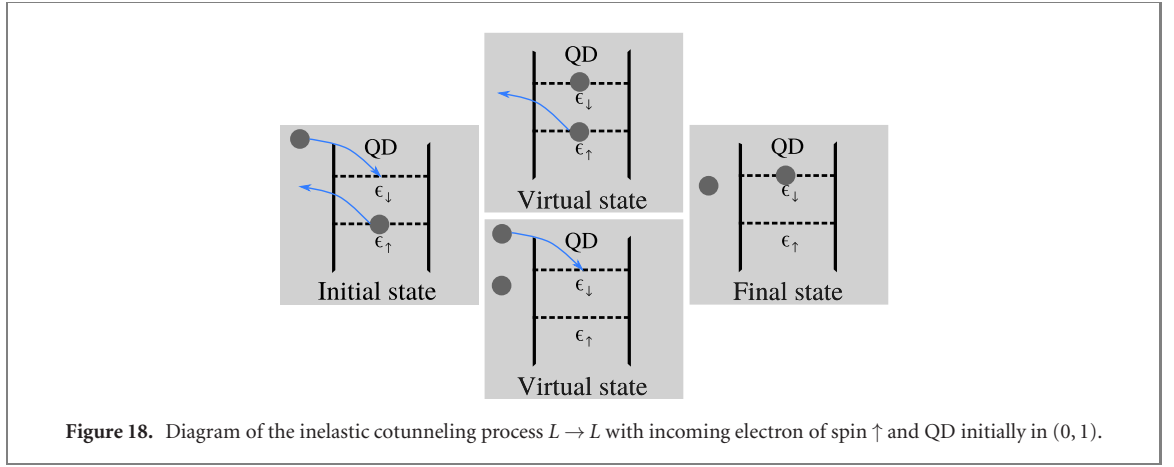 QD
ϵ↓
ϵ↑
Initial state
QD
ϵ↓
ϵ↑
Virtual state
QD
ϵ↓
ϵ↑
Virtual state
QD
ϵ↓
ϵ↑
Final state
Figure 18. Diagram of the inelastic cotunneling process L → L with incoming electron of spin ↑ and QD initially in (0, 1).